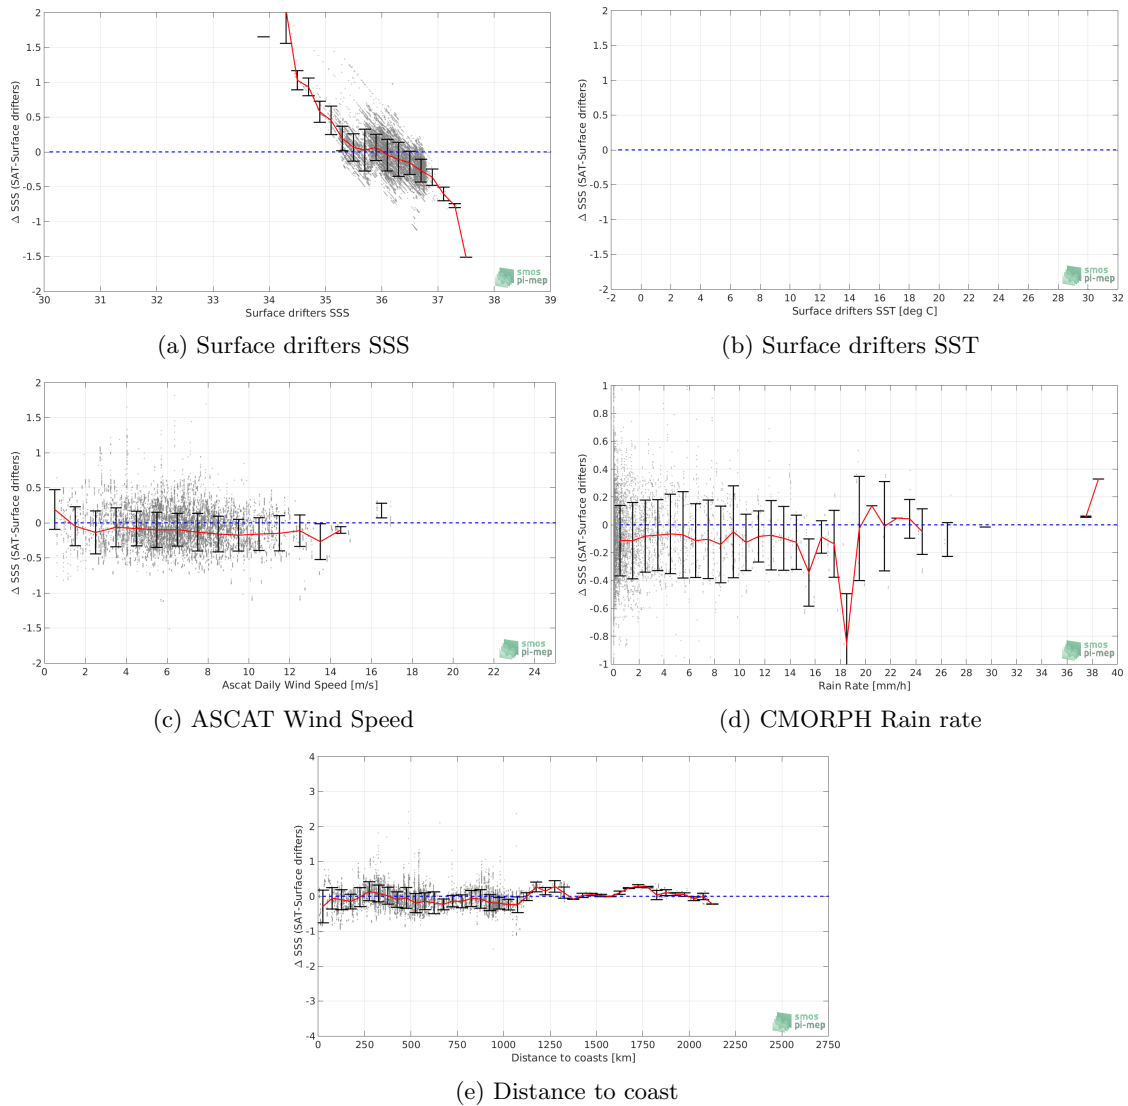 2
1.5
1
0.5
0
-0.5
-1
-1.5
-2
Δ SSS (SAT-Surface drifters)
30 31 32 33 34 35 36 37 38 39
Surface drifters SSS
smos
pi-mep
(a) Surface drifters SSS
2
1.5
1
0.5
0
-0.5
-1
-1.5
-2
Δ SSS (SAT-Surface drifters)
-2 0 2 4 6 8 10 12 14 16 18 20 22 24 26 28 30 32
Surface drifters SST [deg C]
smos
pi-mep
(b) Surface drifters SST
2
1.5
1
0.5
0
-0.5
-1
-1.5
-2
Δ SSS (SAT-Surface drifters)
0 2 4 6 8 10 12 14 16 18 20 22 24
Ascat Daily Wind Speed [m/s]
smos
pi-mep
(c) ASCAT Wind Speed
1
0.8
0.6
0.4
0.2
0
-0.2
-0.4
-0.6
-0.8
-1
Δ SSS (SAT-Surface drifters)
0 2 4 6 8 10 12 14 16 18 20 22 24 26 28 30 32 34 36 38 40
Rain Rate [mm/h]
smos
pi-mep
(d) CMORPH Rain rate
4
3
2
1
0
-1
-2
-3
-4
Δ SSS (SAT-Surface drifters)
0 250 500 750 1000 1250 1500 1750 2000 2250 2500 2750
Distance to coasts [km]
smos
pi-mep
(e) Distance to coast